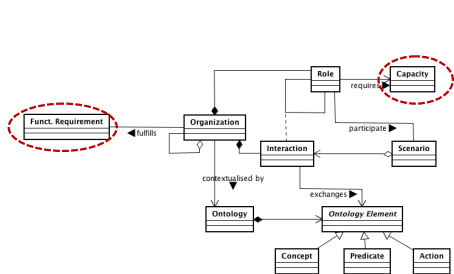 Role
Capacity
requires
Funct. Requirement
Organization
fulfills
participate
Interaction
Scenario
contextualised by
exchanges
Ontology
Ontology Element
Concept
Predicate
Action